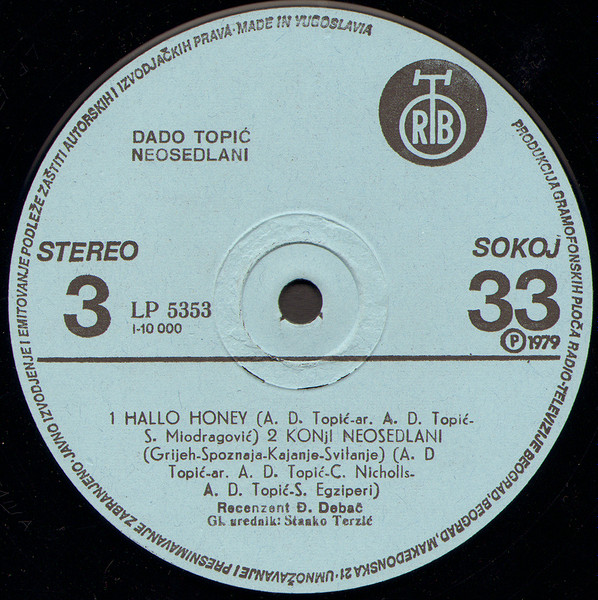 JAVNO IZVODJENJE I EMITOVANJE PODLEŽE ZAŠTITI AUTORSKIH I IZVODJAČKIH PRAVA·MADE IN YUGOSLAVIA
PRODUKCIJA GRAMOFONSKIH PLOČA RADIO-TELEVIZIJE BEOGRAD, BEOGRAD, MAKEDONSKA 21·UMNOŽAVANJE I PRESNIMAVANJE ZABRANJENO·
RTB
DADO TOPIĆ
NEOSEDLANI
STEREO
3
LP 5353
I-10 000
SOKOJ
33
Ⓟ 1979
1 HALLO HONEY (A. D. Topić-ar. A. D. Topić-
S. Miodragović) 2 KONjI NEOSEDLANI
(Grijeh-Spoznaja-Kajanje-Svitanje) (A. D
Topić-ar. A. D. Topić-C. Nicholls-
A. D. Topić-S. Egziperi)
Recenzent Đ. Debač
Gl. urednik: Stanko Terzić